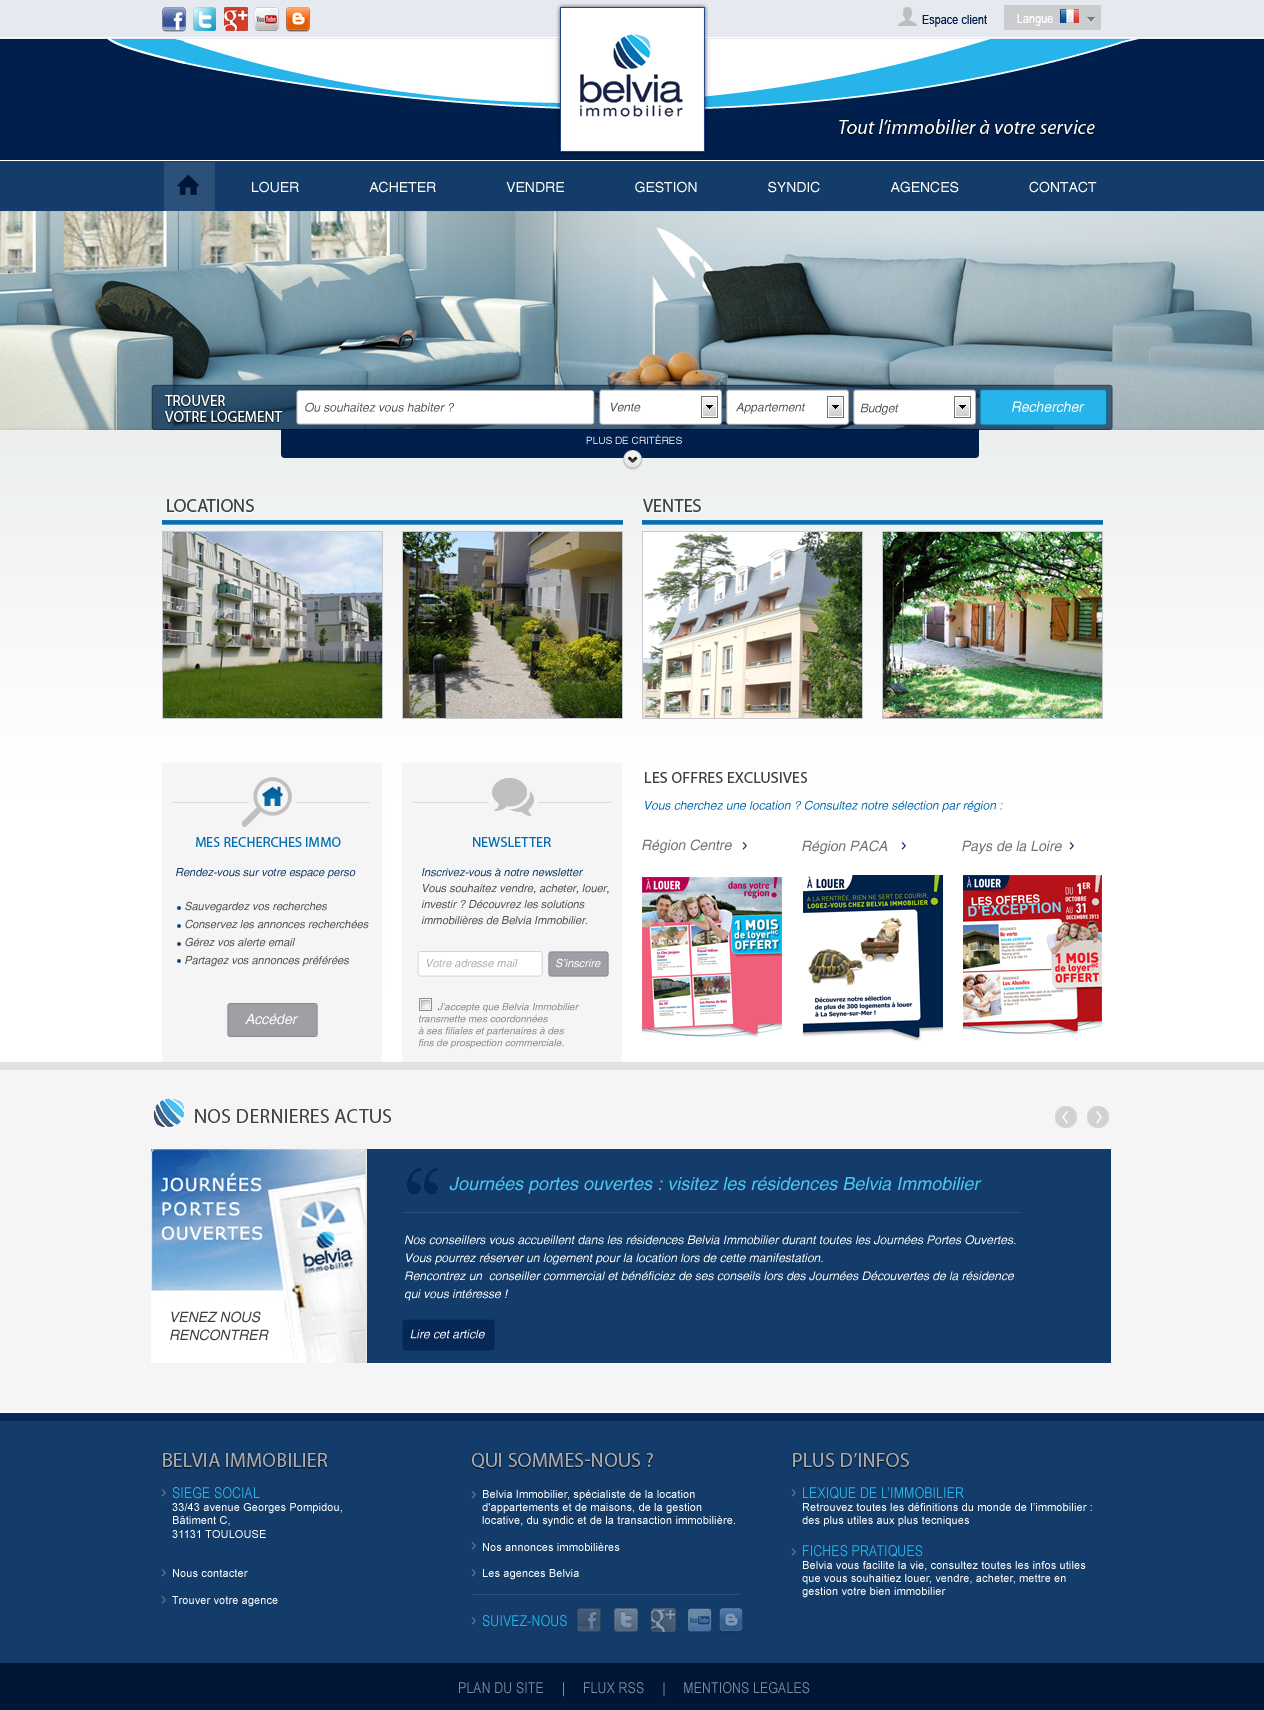 You Tube
Espace client
Langue
belvia
immobilier
Tout l'immobilier à votre service
LOUER
ACHETER
VENDRE
GESTION
SYNDIC
AGENCES
CONTACT
TROUVER
VOTRE LOGEMENT
Ou souhaitez vous habiter ?
Vente
Appartement
Budget
Rechercher
PLUS DE CRITÈRES
LOCATIONS
VENTES
MES RECHERCHES IMMO
Rendez-vous sur votre espace perso
Sauvegardez vos recherches
Conservez les annonces recherchées
Gérez vos alerte email
Partagez vos annonces préférées
Accéder
NEWSLETTER
Inscrivez-vous à notre newsletter
Vous souhaitez vendre, acheter, louer,
investir ? Découvrez les solutions
immobilières de Belvia Immobilier.
Votre adresse mail
S'inscrire
J'accepte que Belvia Immobilier
transmette mes coordonnées
à ses filiales et partenaires à des
fins de prospection commerciale.
LES OFFRES EXCLUSIVES
Vous cherchez une location ? Consultez notre sélection par région :
Région Centre
Région PACA
Pays de la Loire
À LOUER
dans votre
région !
1 MOIS
de loyer HC
OFFERT
À LOUER
A LA RENTRÉE, RIEN NE SERT DE COURIR
LOGEZ-VOUS CHEZ BELVIA IMMOBILIER !
Découvrez notre sélection
de plus de 300 logements à louer
à La Seyne-sur-Mer !
À LOUER
DU 1ER
OCTOBRE
AU 31
DECEMBRE 2013
LES OFFRES
D'EXCEPTION
1 MOIS
de loyer HC
OFFERT
NOS DERNIERES ACTUS
JOURNÉES
PORTES
OUVERTES
belvia
immobilier
VENEZ NOUS
RENCONTRER
Journées portes ouvertes : visitez les résidences Belvia Immobilier
Nos conseillers vous accueillent dans les résidences Belvia Immobilier durant toutes les Journées Portes Ouvertes.
Vous pourrez réserver un logement pour la location lors de cette manifestation.
Rencontrez un conseiller commercial et bénéficiez de ses conseils lors des Journées Découvertes de la résidence
qui vous intéresse !
Lire cet article
BELVIA IMMOBILIER
SIEGE SOCIAL
33/43 avenue Georges Pompidou,
Bâtiment C,
31131 TOULOUSE
Nous contacter
Trouver votre agence
QUI SOMMES-NOUS ?
Belvia Immobilier, spécialiste de la location
d'appartements et de maisons, de la gestion
locative, du syndic et de la transaction immobilière.
Nos annonces immobilières
Les agences Belvia
SUIVEZ-NOUS
You Tube
PLUS D'INFOS
LEXIQUE DE L'IMMOBILIER
Retrouvez toutes les définitions du monde de l'immobilier :
des plus utiles aux plus tecniques
FICHES PRATIQUES
Belvia vous facilite la vie, consultez toutes les infos utiles
que vous souhaitiez louer, vendre, acheter, mettre en
gestion votre bien immobilier
PLAN DU SITE | FLUX RSS | MENTIONS LEGALES